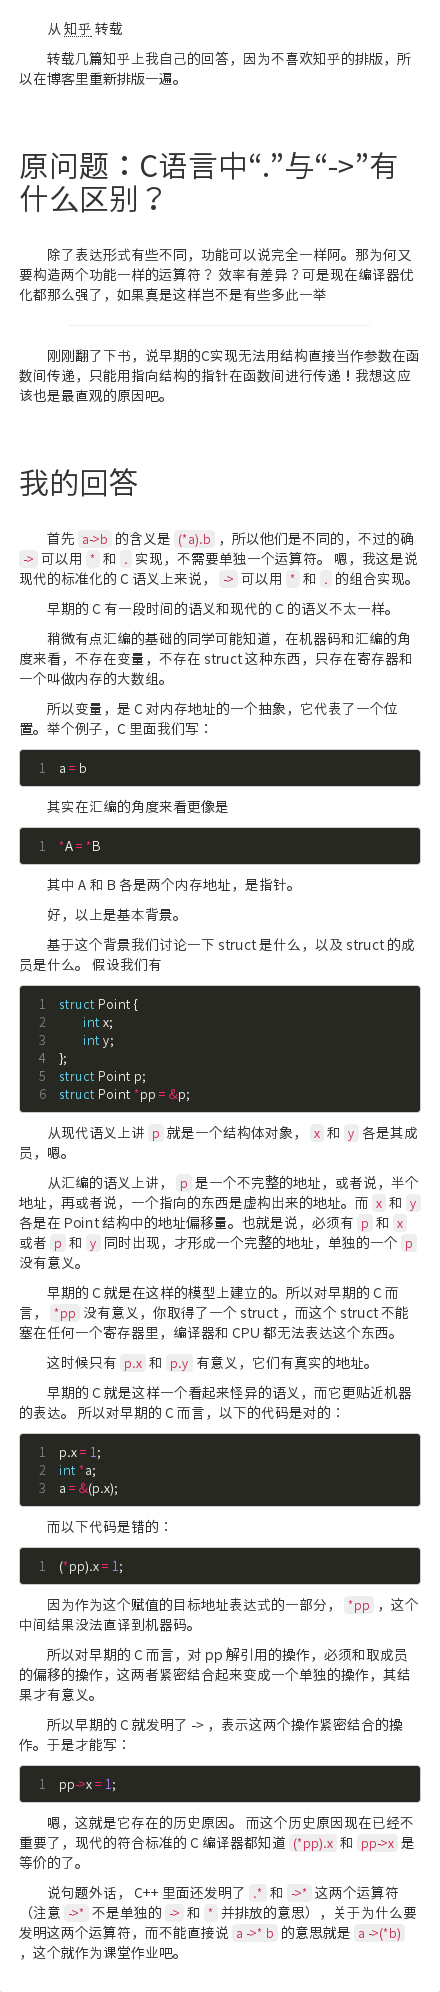 从 知乎 转载
转载几篇知乎上我自己的回答，因为不喜欢知乎的排版，所
以在博客里重新排版一遍。
原问题：C语言中“.”与“->”有
什么区别？
除了表达形式有些不同，功能可以说完全一样阿。那为何又
要构造两个功能一样的运算符？ 效率有差异？可是现在编译器优
化都那么强了，如果真是这样岂不是有些多此一举
刚刚翻了下书，说早期的C实现无法用结构直接当作参数在函
数间传递，只能用指向结构的指针在函数间进行传递！我想这应
该也是最直观的原因吧。
我的回答
首先 a->b 的含义是 (*a).b ，所以他们是不同的，不过的确
-> 可以用 * 和 . 实现，不需要单独一个运算符。 嗯，我这是说
现代的标准化的 C 语义上来说， -> 可以用 * 和 . 的组合实现。
早期的 C 有一段时间的语义和现代的 C 的语义不太一样。
稍微有点汇编的基础的同学可能知道，在机器码和汇编的角
度来看，不存在变量，不存在 struct 这种东西，只存在寄存器和
一个叫做内存的大数组。
所以变量，是 C 对内存地址的一个抽象，它代表了一个位
置。举个例子，C 里面我们写：
1 a = b
其实在汇编的角度来看更像是
1 *A = *B
其中 A 和 B 各是两个内存地址，是指针。
好，以上是基本背景。
基于这个背景我们讨论一下 struct 是什么，以及 struct 的成
员是什么。 假设我们有
1 struct Point {
2 int x;
3 int y;
4 };
5 struct Point p;
6 struct Point *pp = &p;
从现代语义上讲 p 就是一个结构体对象， x 和 y 各是其成
员，嗯。
从汇编的语义上讲， p 是一个不完整的地址，或者说，半个
地址，再或者说，一个指向的东西是虚构出来的地址。而 x 和 y
各是在 Point 结构中的地址偏移量。也就是说，必须有 p 和 x
或者 p 和 y 同时出现，才形成一个完整的地址，单独的一个 p
没有意义。
早期的 C 就是在这样的模型上建立的。所以对早期的 C 而
言， *pp 没有意义，你取得了一个 struct ，而这个 struct 不能
塞在任何一个寄存器里，编译器和 CPU 都无法表达这个东西。
这时候只有 p.x 和 p.y 有意义，它们有真实的地址。
早期的 C 就是这样一个看起来怪异的语义，而它更贴近机器
的表达。 所以对早期的 C 而言，以下的代码是对的：
1 p.x = 1;
2 int *a;
3 a = &(p.x);
而以下代码是错的：
1 (*pp).x = 1;
因为作为这个赋值的目标地址表达式的一部分， *pp ，这个
中间结果没法直译到机器码。
所以对早期的 C 而言，对 pp 解引用的操作，必须和取成员
的偏移的操作，这两者紧密结合起来变成一个单独的操作，其结
果才有意义。
所以早期的 C 就发明了 -> ，表示这两个操作紧密结合的操
作。于是才能写：
1 pp->x = 1;
嗯，这就是它存在的历史原因。 而这个历史原因现在已经不
重要了，现代的符合标准的 C 编译器都知道 (*pp).x 和 pp->x 是
等价的了。
说句题外话， C++ 里面还发明了 .* 和 ->* 这两个运算符
（注意 ->* 不是单独的 -> 和 * 并排放的意思），关于为什么要
发明这两个运算符，而不能直接说 a ->* b 的意思就是 a ->(*b)
，这个就作为课堂作业吧。